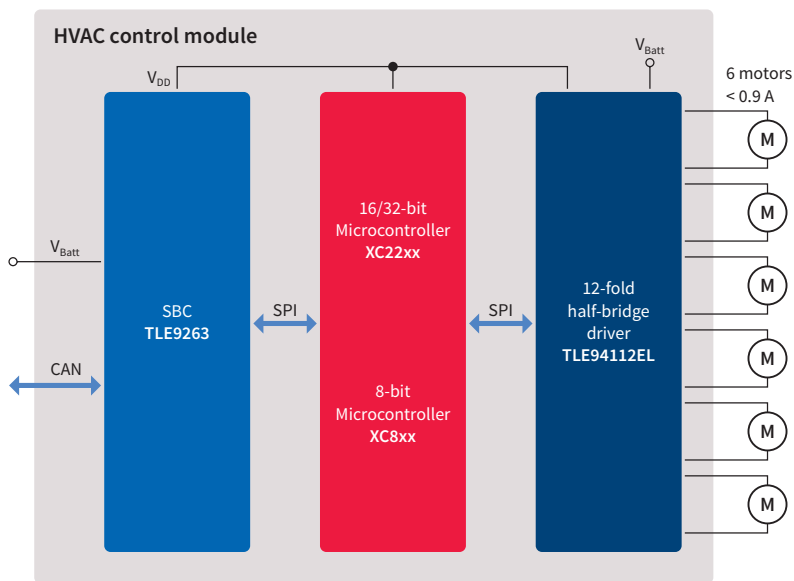 HVAC control module
V_DD
V_Batt
6 motors
< 0.9 A
V_Batt
CAN
SBC
TLE9263
SPI
16/32-bit
Microcontroller
XC22xx
8-bit
Microcontroller
XC8xx
SPI
12-fold
half-bridge
driver
TLE94112EL
M
M
M
M
M
M